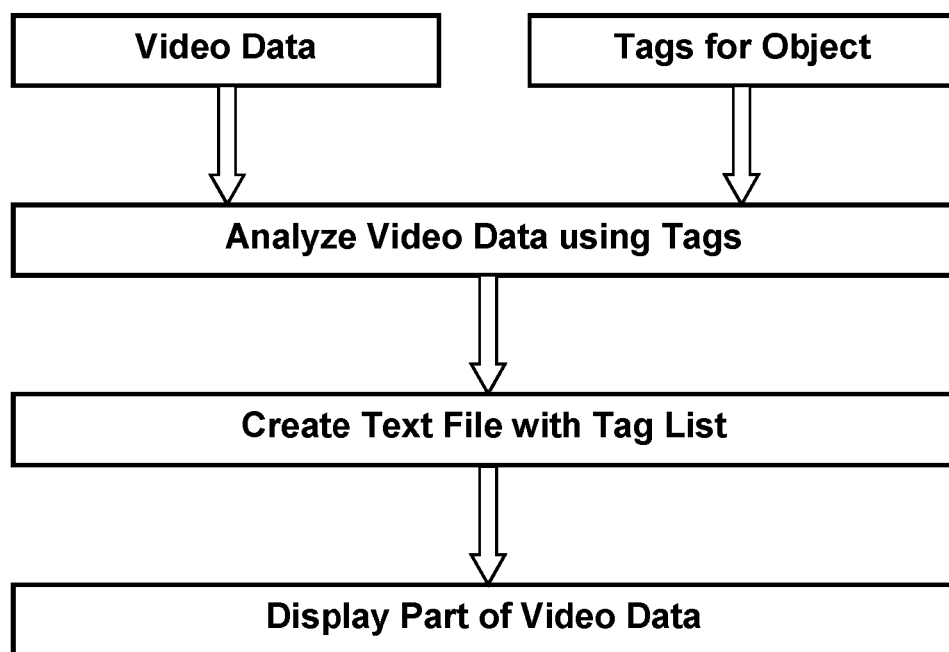 Video Data
Tags for Object
Analyze Video Data using Tags
Create Text File with Tag List
Display Part of Video Data